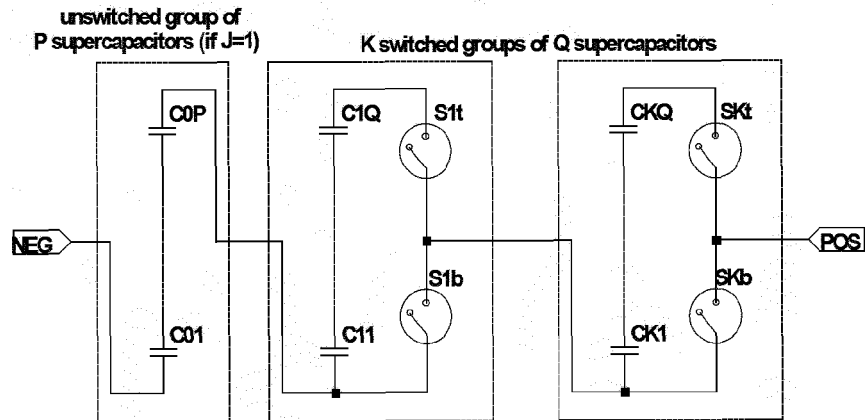 unswitched group of
P supercapacitors (if J=1)
K switched groups of Q supercapacitors
C0P
C1Q
S1t
CKQ
SKt
NEG
POS
S1b
SKb
C01
C11
CK1